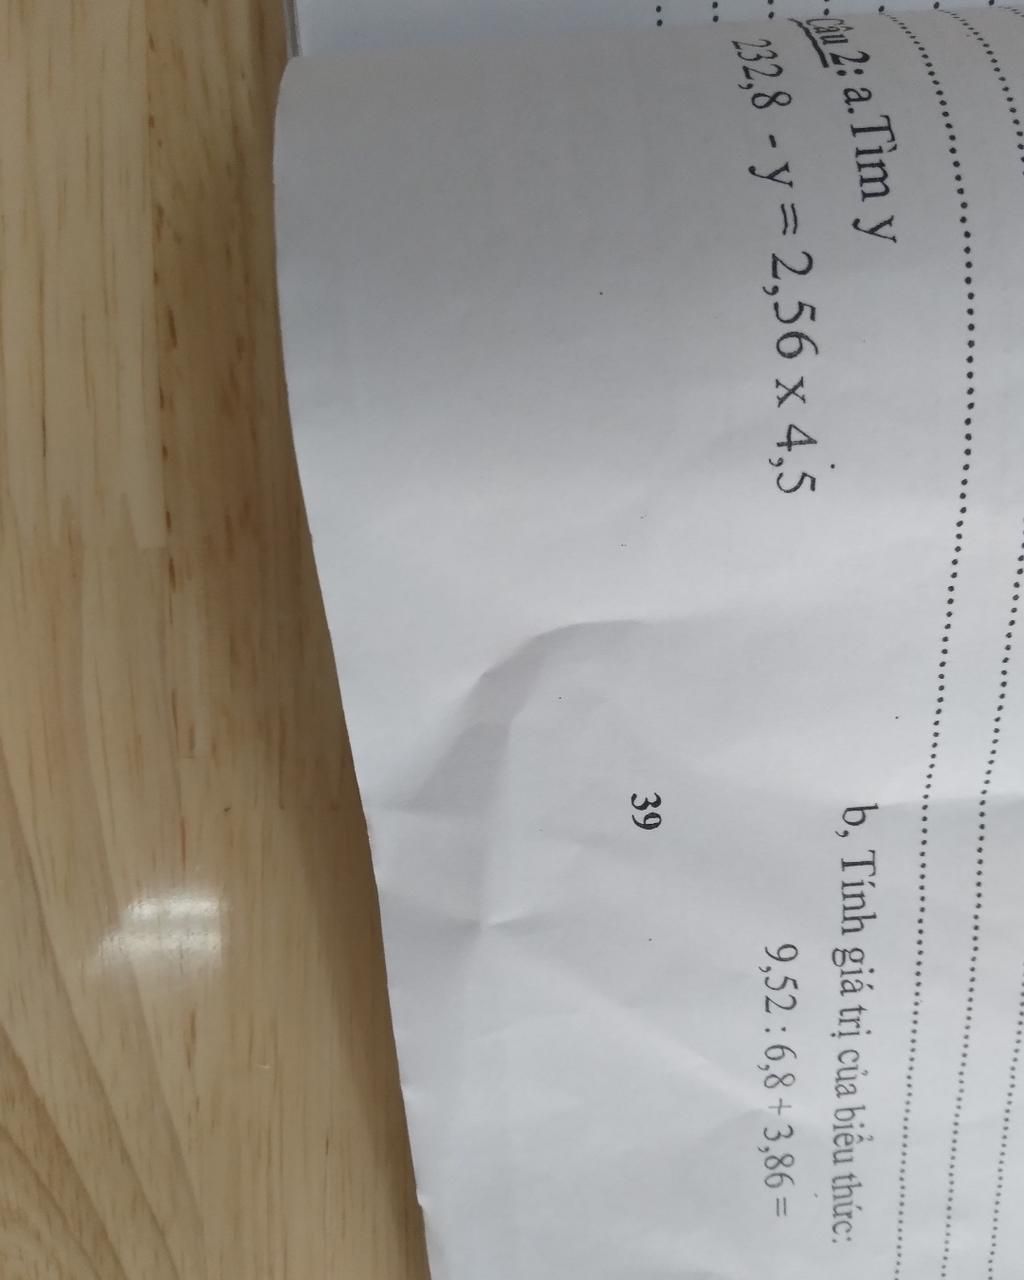 Câu 2: a.Tìm y
b, Tính giá trị của biểu thức:
232,8 - y = 2,56 x 4,5
9,52 : 6,8 + 3,86 =
39